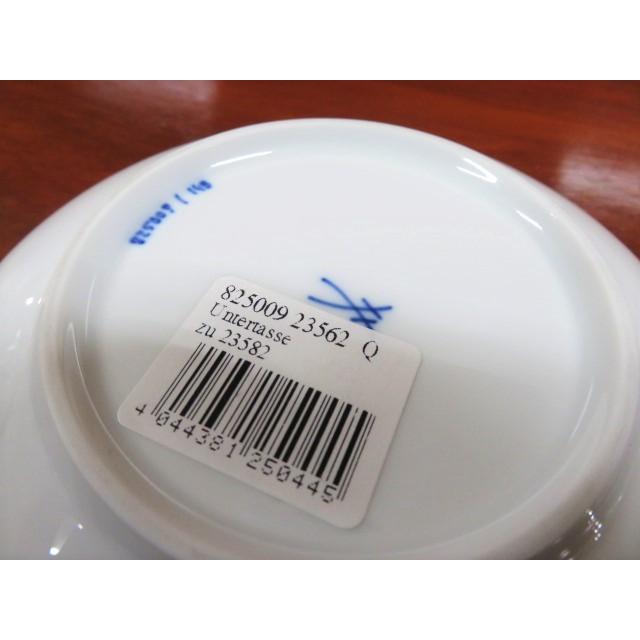 825009 23562 Q
Untertasse
zu 23582
4 044381 250445